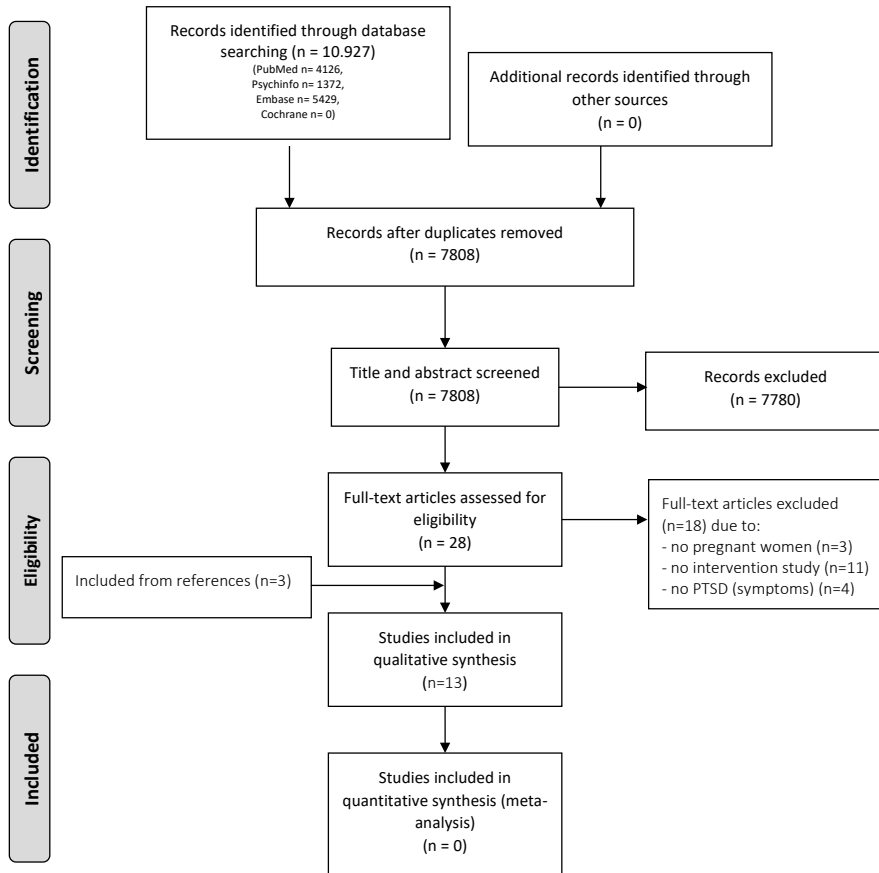 Identification
Records identified through database
searching (n = 10.927)
(PubMed n= 4126,
Psychinfo n= 1372,
Embase n= 5429,
Cochrane n= 0)
Additional records identified through
other sources
(n = 0)
Records after duplicates removed
(n = 7808)
Screening
Title and abstract screened
(n = 7808)
Records excluded
(n = 7780)
Eligibility
Full-text articles assessed for
eligibility
(n = 28)
Full-text articles excluded
(n=18) due to:
- no pregnant women (n=3)
- no intervention study (n=11)
- no PTSD (symptoms) (n=4)
Included from references (n=3)
Studies included in
qualitative synthesis
(n=13)
Included
Studies included in
quantitative synthesis (meta-
analysis)
(n = 0)